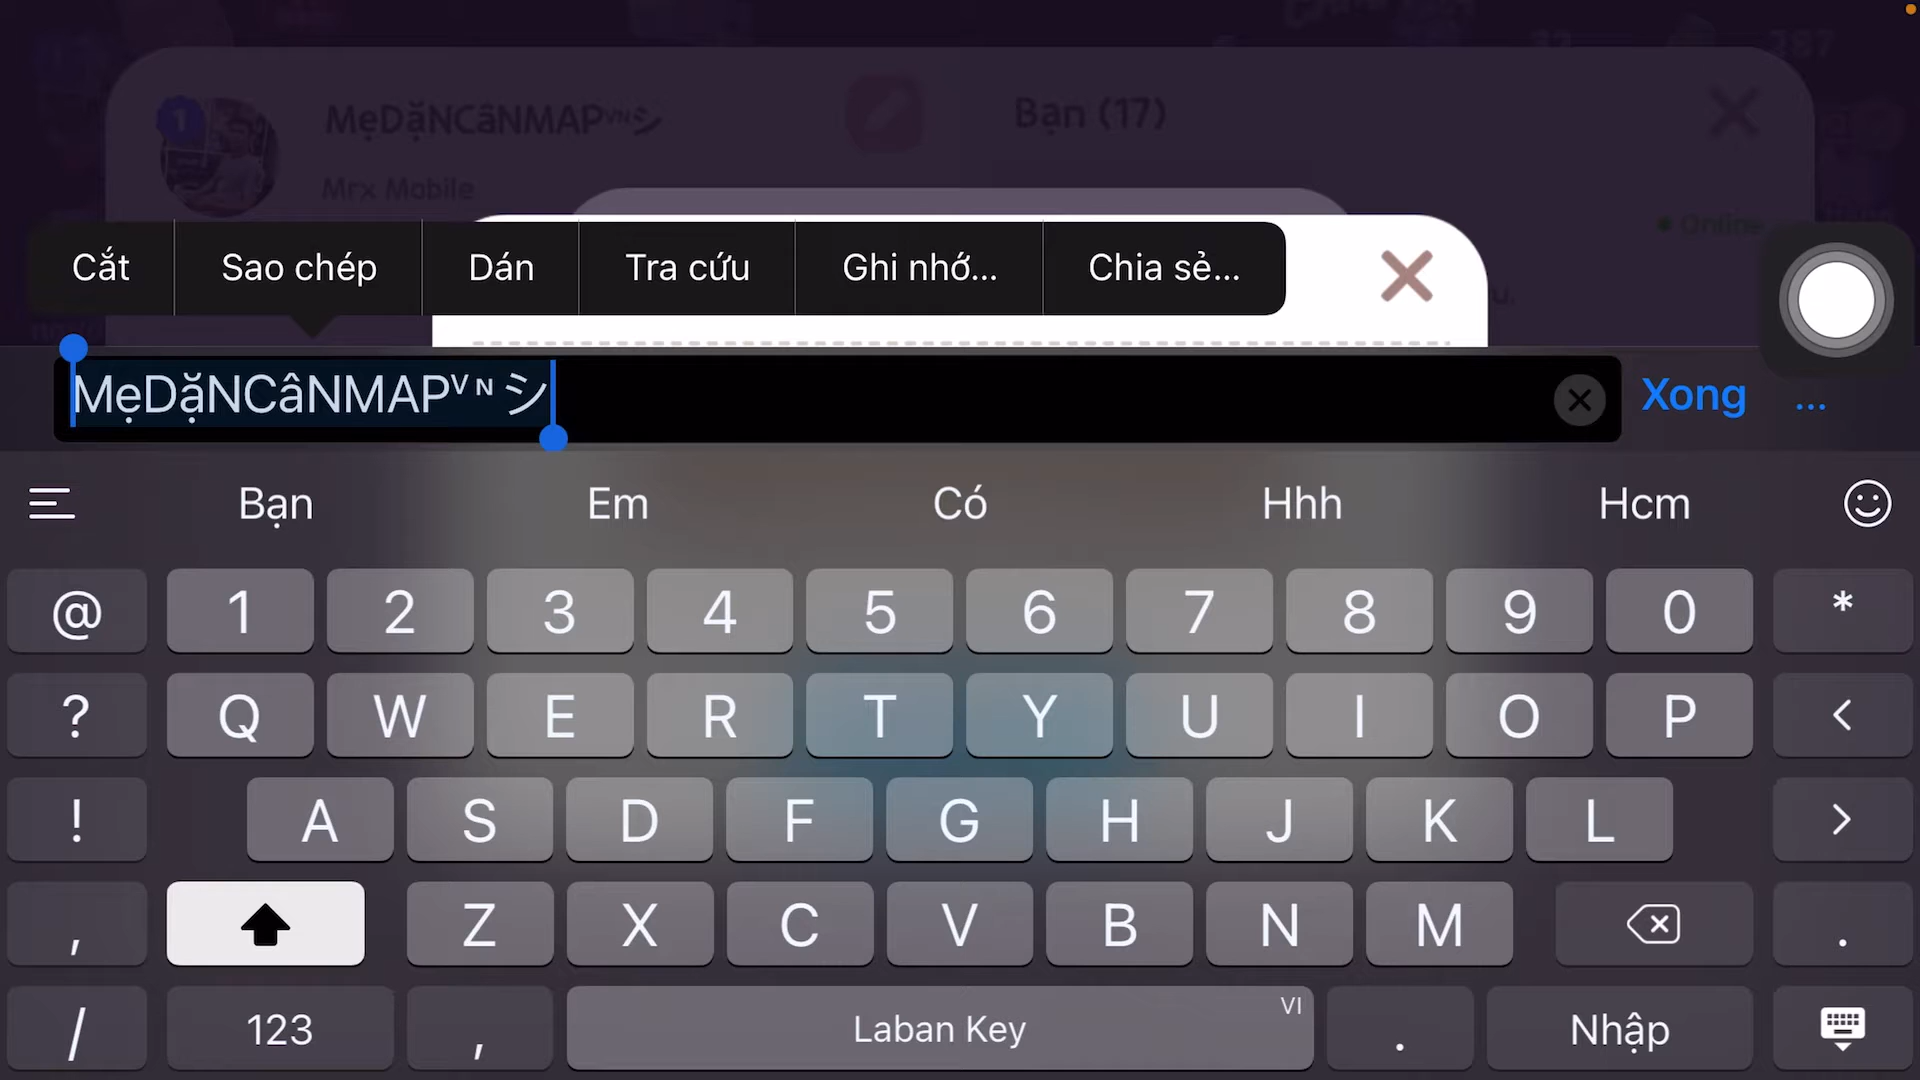 387
1
MẹDặNCâNMAPⱽᴺシ
Bạn (17)
Mrx Mobile
Online
Cắt
Sao chép
Dán
Tra cứu
Ghi nhớ...
Chia sẻ...
MẹDặNCâNMAPⱽᴺシ
Xong
...
Bạn
Em
Có
Hhh
Hcm
@ 1 2 3 4 5 6 7 8 9 0 *
? Q W E R T Y U I O P <
! A S D F G H J K L >
, Z X C V B N M .
/ 123 , Laban Key VI . Nhập